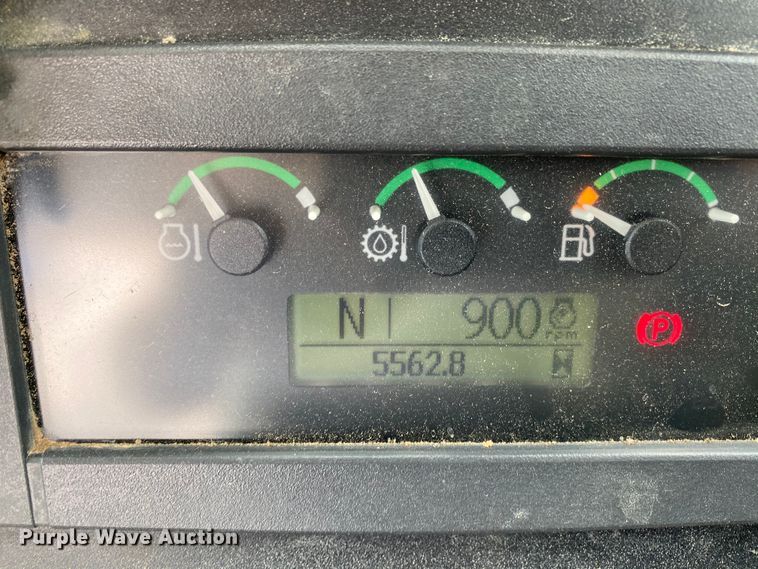 N 900 rpm
5562.8
P
Purple Wave Auction